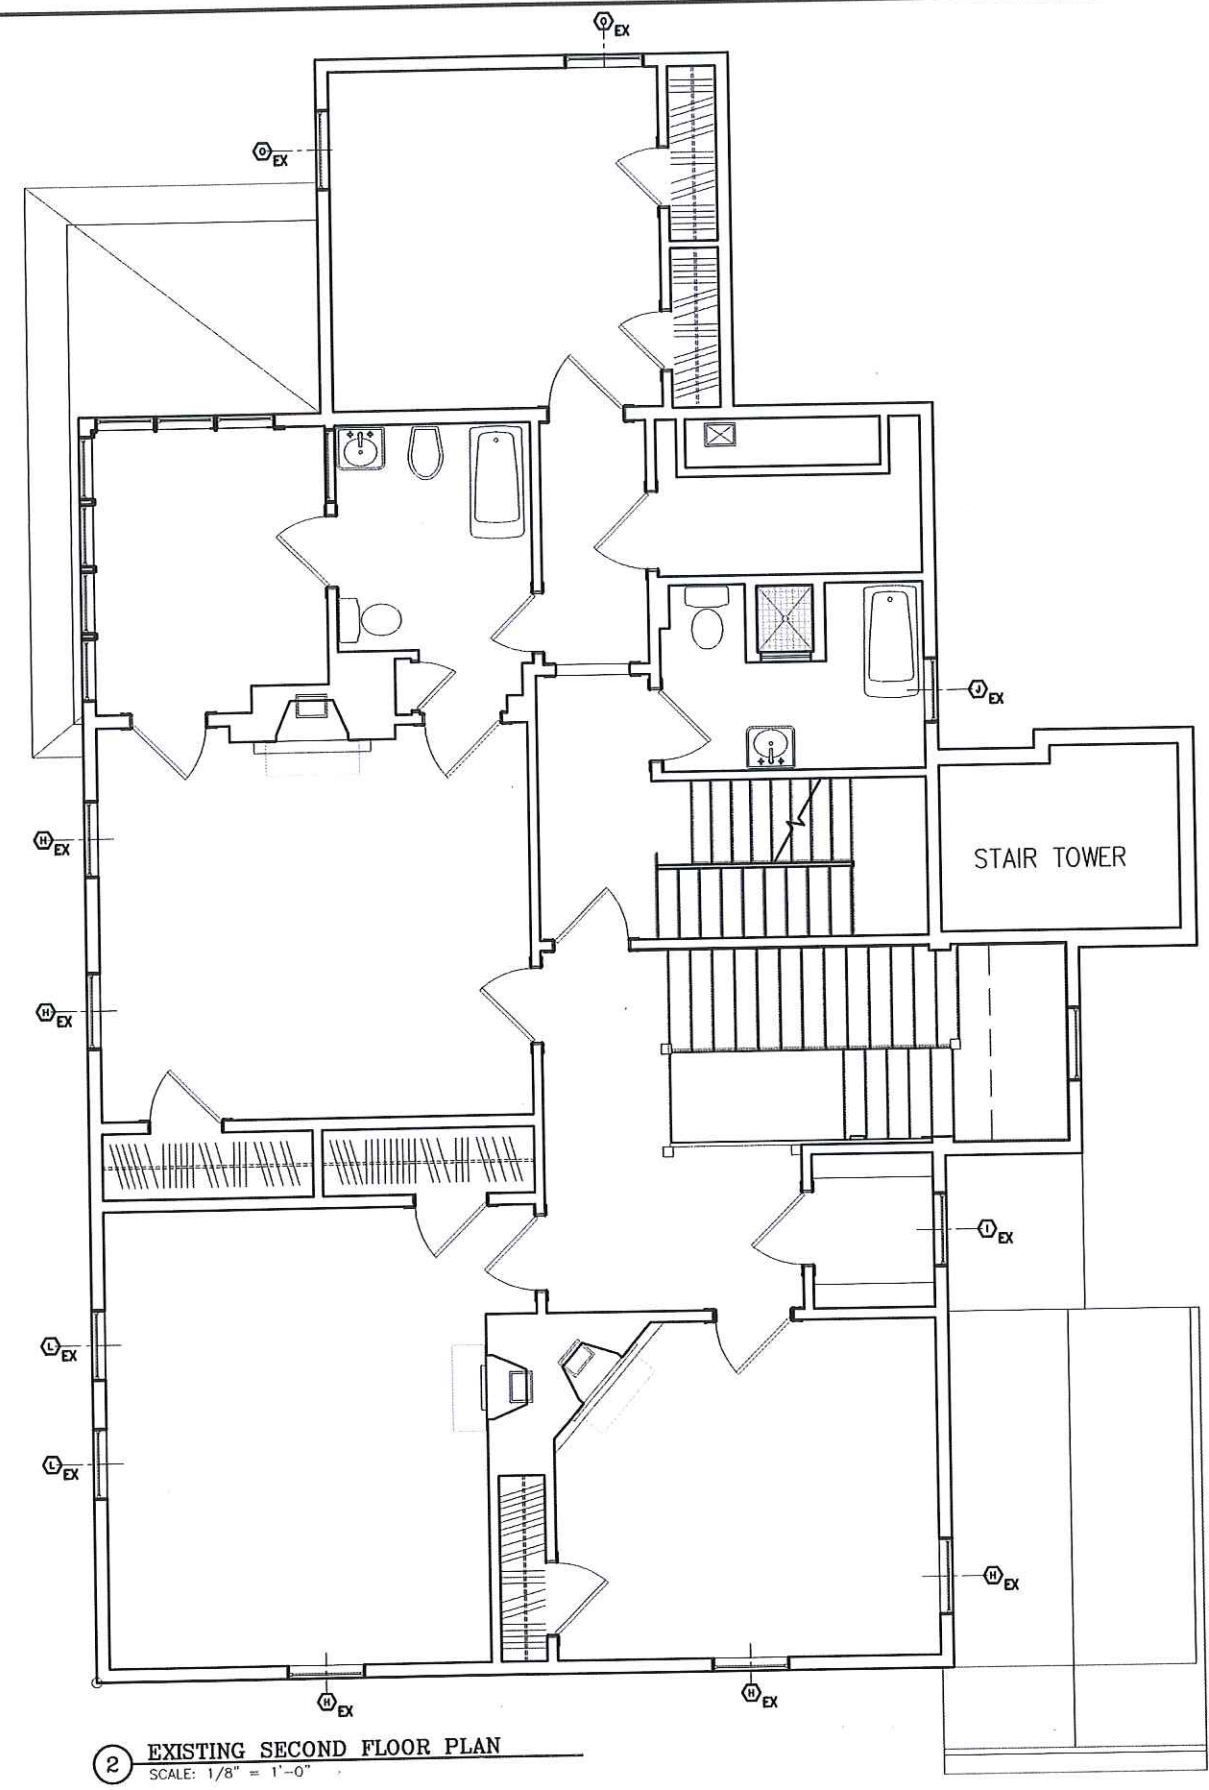 O EX
O EX
J EX
H EX
STAIR TOWER
H EX
I EX
L EX
L EX
H EX
H EX
H EX
2 EXISTING SECOND FLOOR PLAN
SCALE: 1/8" = 1'-0"